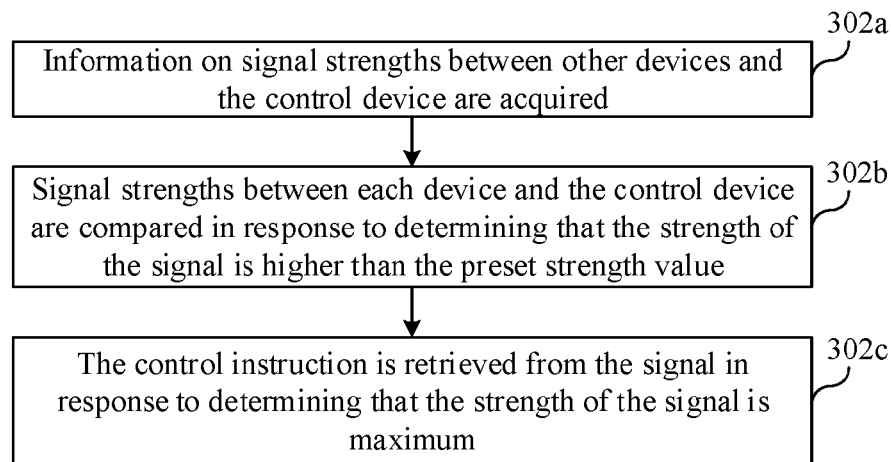 302a
Information on signal strengths between other devices and
the control device are acquired
302b
Signal strengths between each device and the control device
are compared in response to determining that the strength of
the signal is higher than the preset strength value
302c
The control instruction is retrieved from the signal in
response to determining that the strength of the signal is
maximum